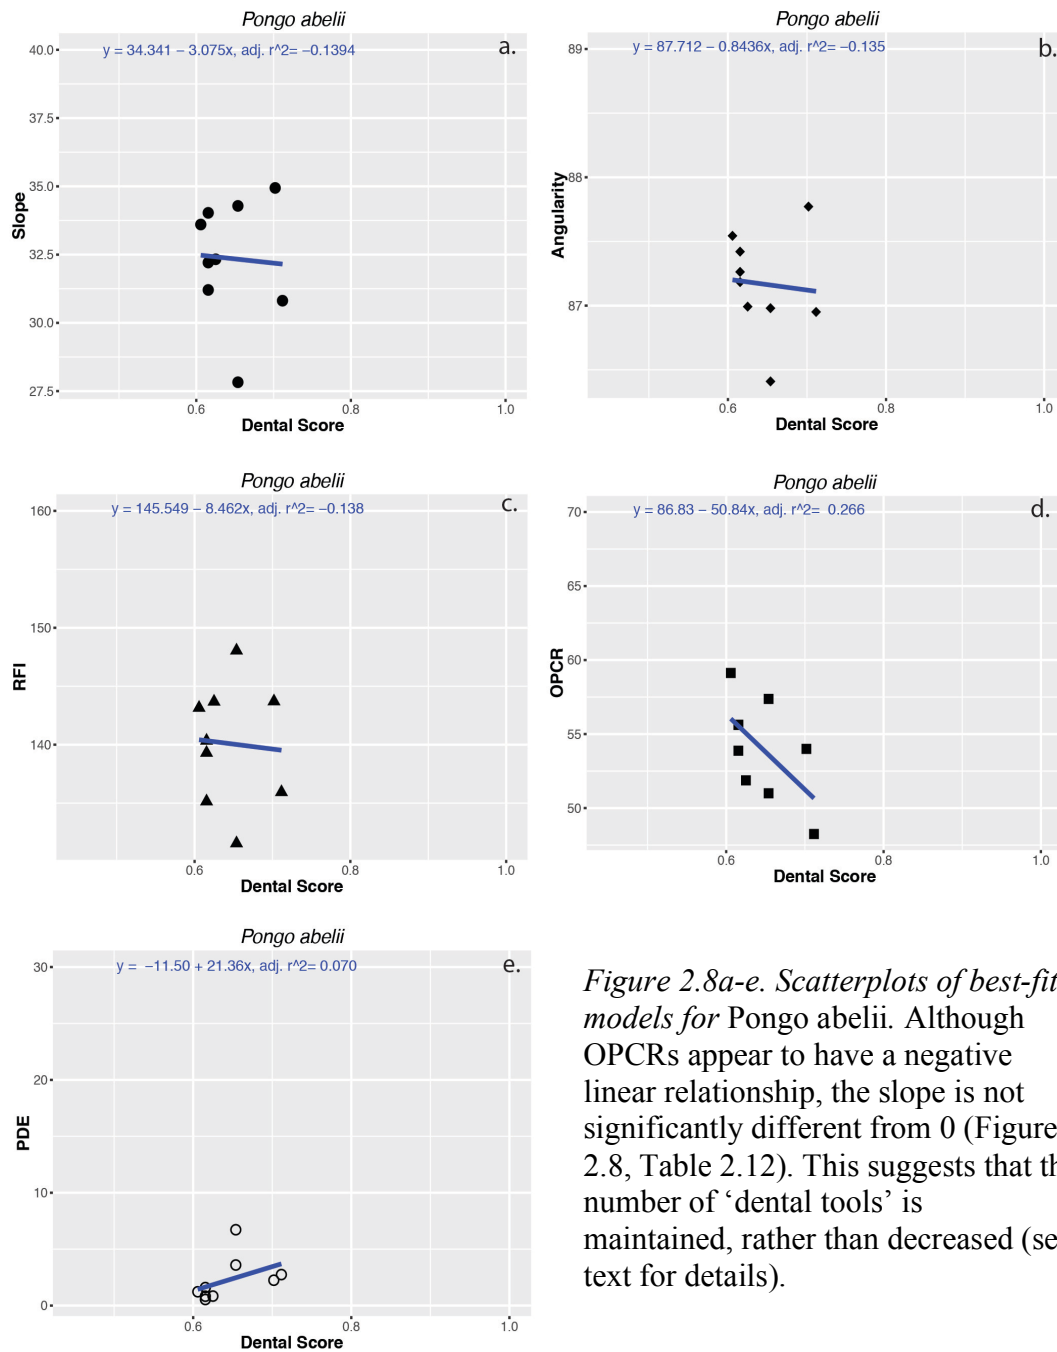 Pongo abelii
y = 34.341 − 3.075x, adj. r^2= −0.1394
a.
40.0
37.5
35.0
32.5
30.0
27.5
Slope
0.6 0.8 1.0
Dental Score
Pongo abelii
y = 87.712 − 0.8436x, adj. r^2= −0.135
b.
89
88
87
Angularity
0.6 0.8 1.0
Dental Score
Pongo abelii
y = 145.549 − 8.462x, adj. r^2= −0.138
c.
160
150
140
RFI
0.6 0.8 1.0
Dental Score
Pongo abelii
y = 86.83 − 50.84x, adj. r^2= 0.266
d.
70
65
60
55
50
OPCR
0.6 0.8 1.0
Dental Score
Pongo abelii
y = −11.50 + 21.36x, adj. r^2= 0.070
e.
30
20
10
0
PDE
0.6 0.8 1.0
Dental Score
Figure 2.8a-e. Scatterplots of best-fit
models for Pongo abelii. Although
OPCRs appear to have a negative
linear relationship, the slope is not
significantly different from 0 (Figure
2.8, Table 2.12). This suggests that th
number of ‘dental tools’ is
maintained, rather than decreased (se
text for details).